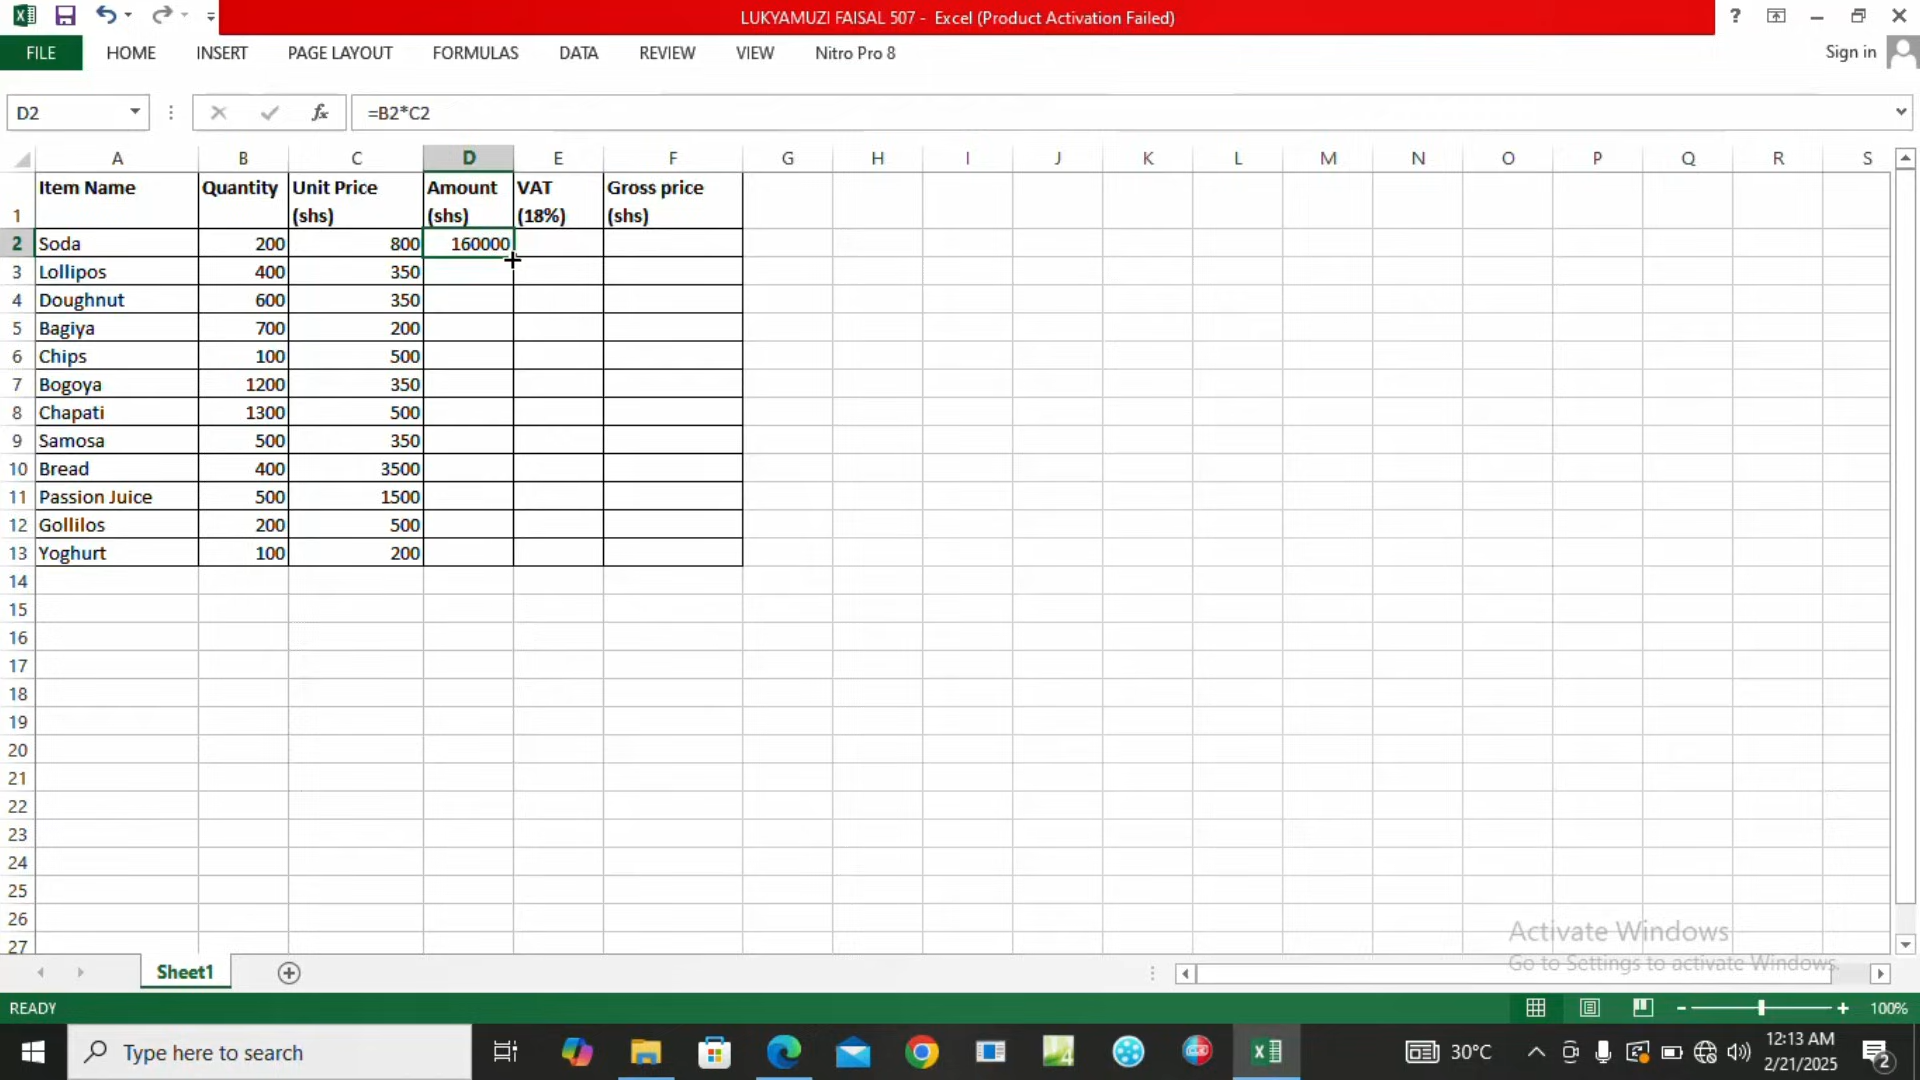 LUKYAMUZI FAISAL 507 - Excel (Product Activation Failed)
?
FILE HOME INSERT PAGE LAYOUT FORMULAS DATA REVIEW VIEW Nitro Pro 8 Sign in
D2 fx =B2*C2
A B C D E F G H I J K L M N O P Q R S
1 Item Name Quantity Unit Price (shs) Amount (shs) VAT (18%) Gross price (shs)
2 Soda 200 800 160000
3 Lollipos 400 350
4 Doughnut 600 350
5 Bagiya 700 200
6 Chips 100 500
7 Bogoya 1200 350
8 Chapati 1300 500
9 Samosa 500 350
10 Bread 400 3500
11 Passion Juice 500 1500
12 Gollilos 200 500
13 Yoghurt 100 200
14
15
16
17
18
19
20
21
22
23
24
25
26
27
Activate Windows
Go to Settings to activate Windows.
Sheet1
READY 100%
Type here to search 30°C 12:13 AM
2/21/2025 2